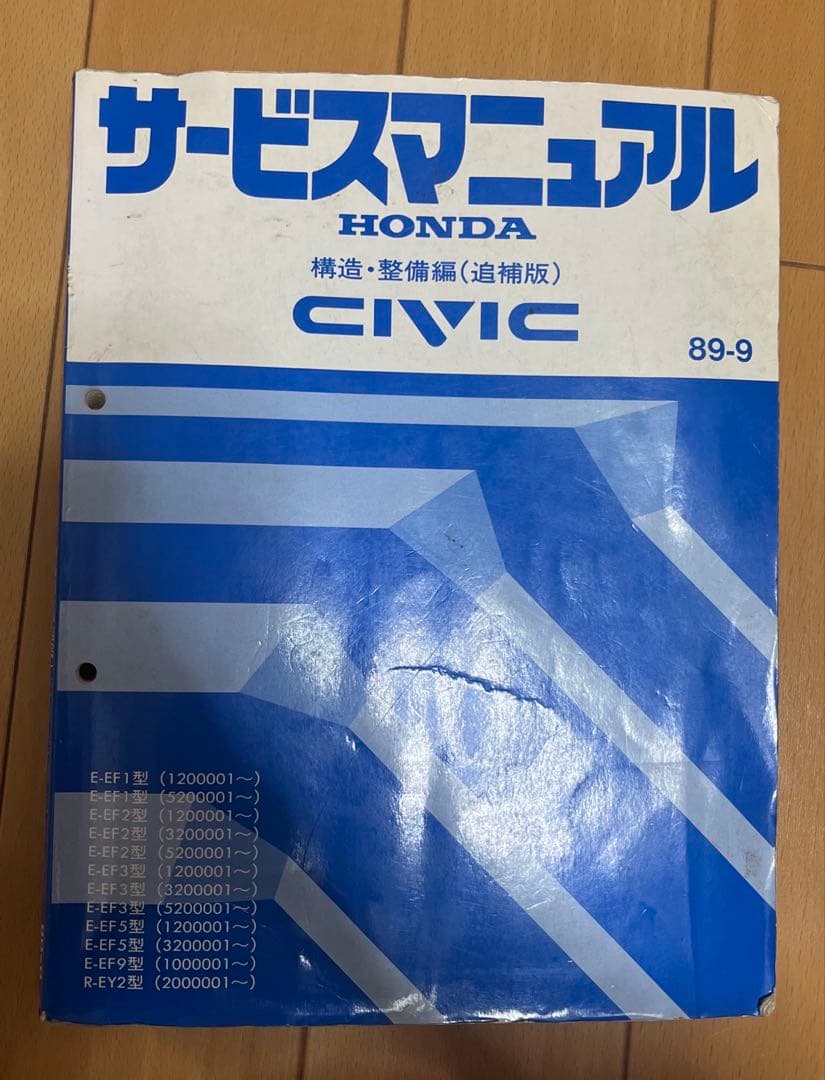 サービスマニュアル
HONDA
構造・整備編(追補版)
CIVIC
89-9
E-EF1型 (1200001〜)
E-EF1型 (5200001〜)
E-EF2型 (1200001〜)
E-EF2型 (3200001〜)
E-EF2型 (5200001〜)
E-EF3型 (1200001〜)
E-EF3型 (3200001〜)
E-EF3型 (5200001〜)
E-EF5型 (1200001〜)
E-EF5型 (3200001〜)
E-EF9型 (1000001〜)
R-EY2型 (2000001〜)